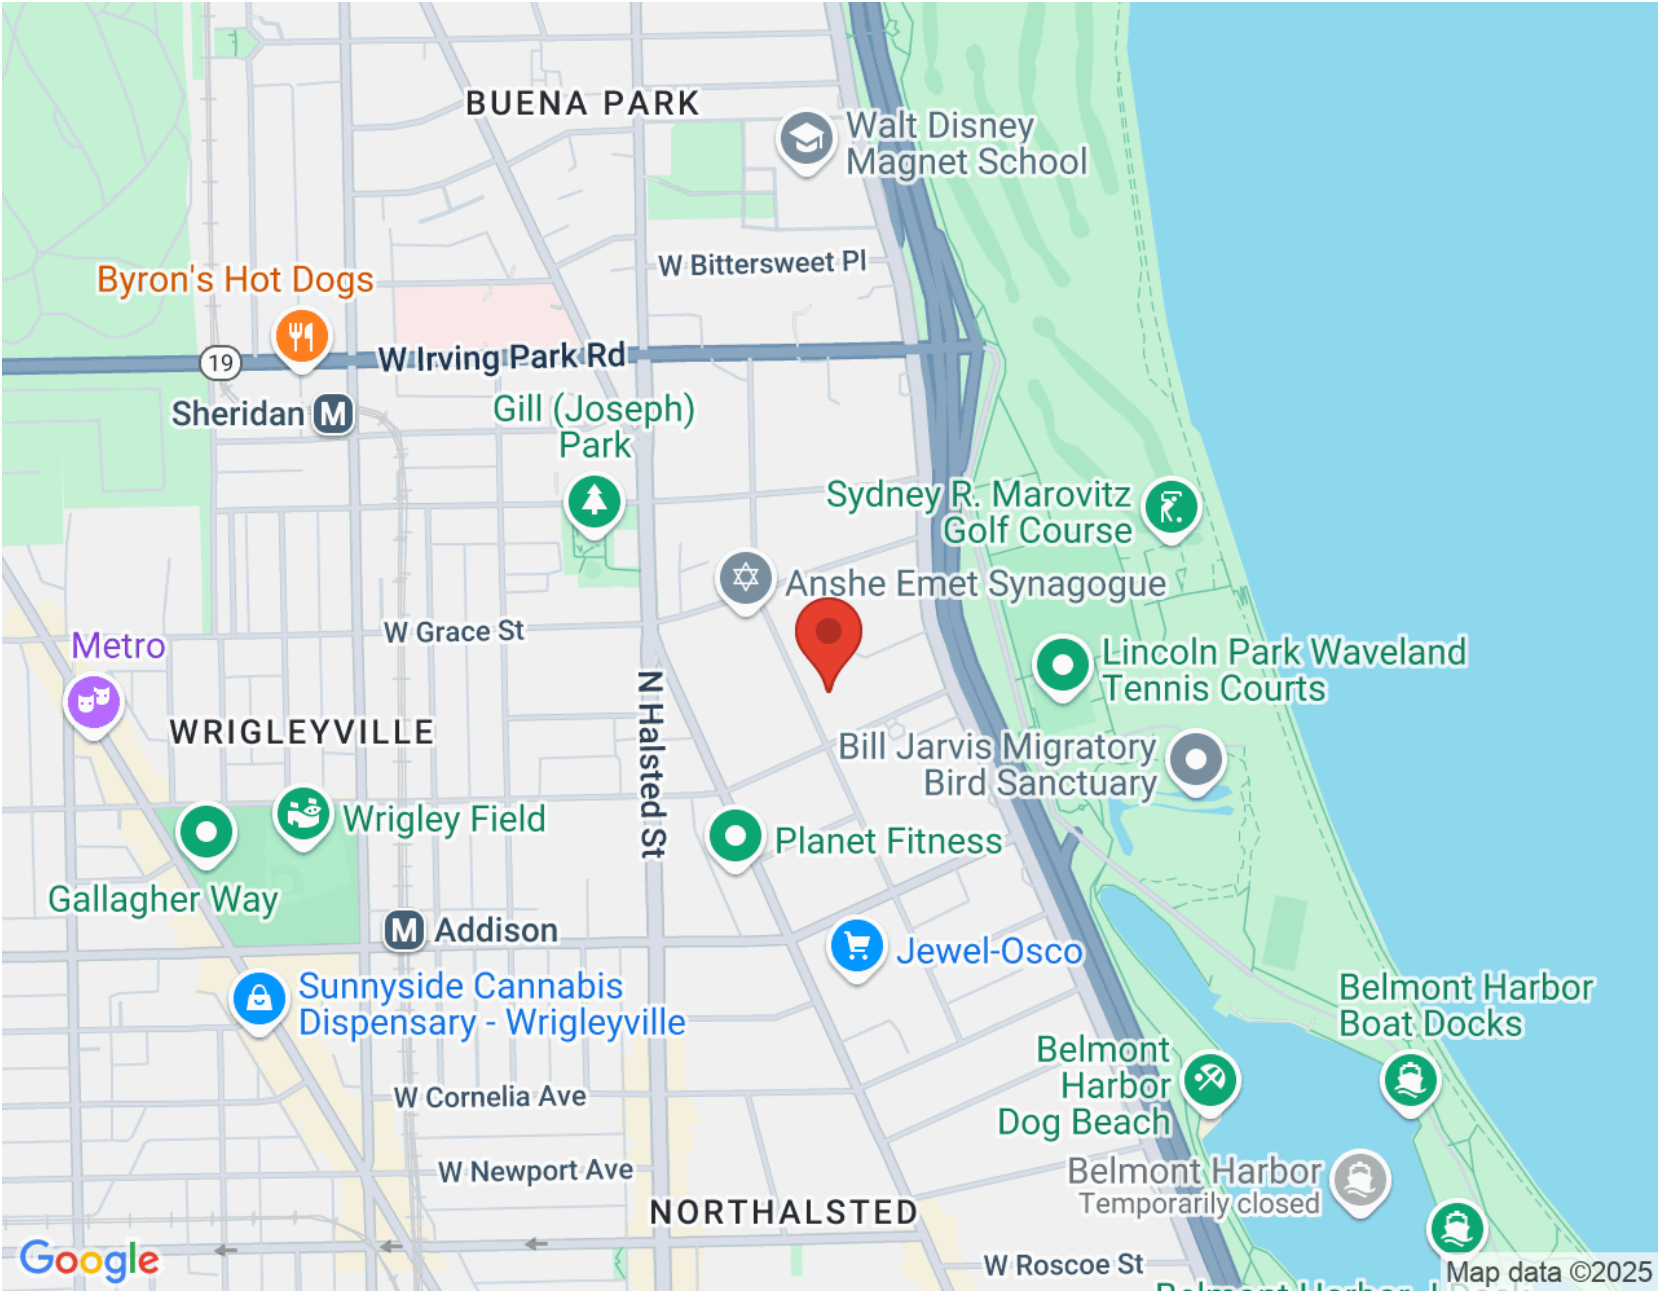 BUENA PARK
Walt Disney
Magnet School
W Bittersweet Pl
Byron's Hot Dogs
19
W Irving Park Rd
Sheridan M
Gill (Joseph)
Park
Sydney R. Marovitz
Golf Course
Anshe Emet Synagogue
W Grace St
Metro
Lincoln Park Waveland
Tennis Courts
N Halsted St
WRIGLEYVILLE
Bill Jarvis Migratory
Bird Sanctuary
Wrigley Field
Planet Fitness
Gallagher Way
M Addison
Jewel-Osco
Sunnyside Cannabis
Dispensary - Wrigleyville
Belmont Harbor
Boat Docks
Belmont
Harbor
Dog Beach
W Cornelia Ave
W Newport Ave
Belmont Harbor
Temporarily closed
NORTHALSTED
Google
W Roscoe St
Map data ©2025